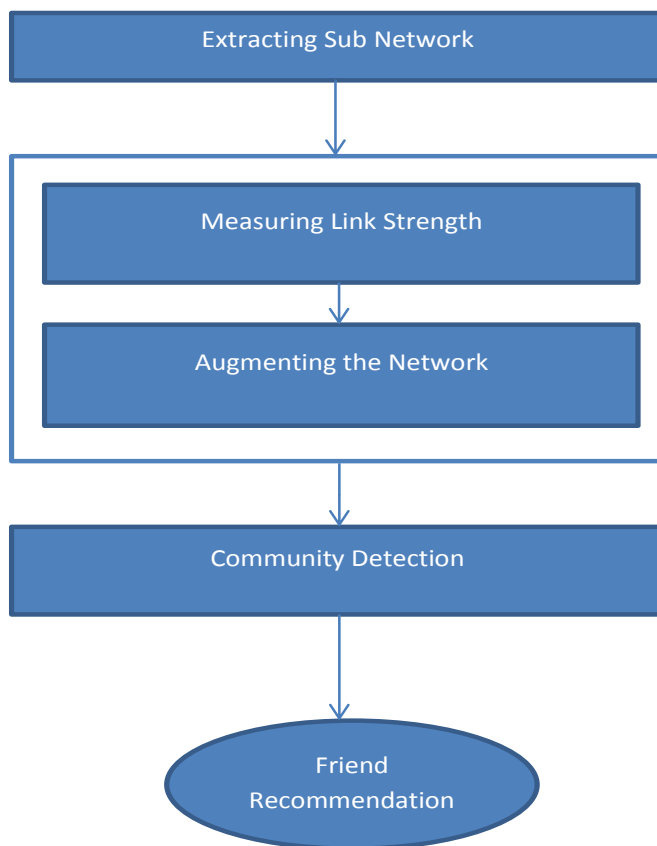 Extracting Sub Network
Measuring Link Strength
Augmenting the Network
Community Detection
Friend
Recommendation